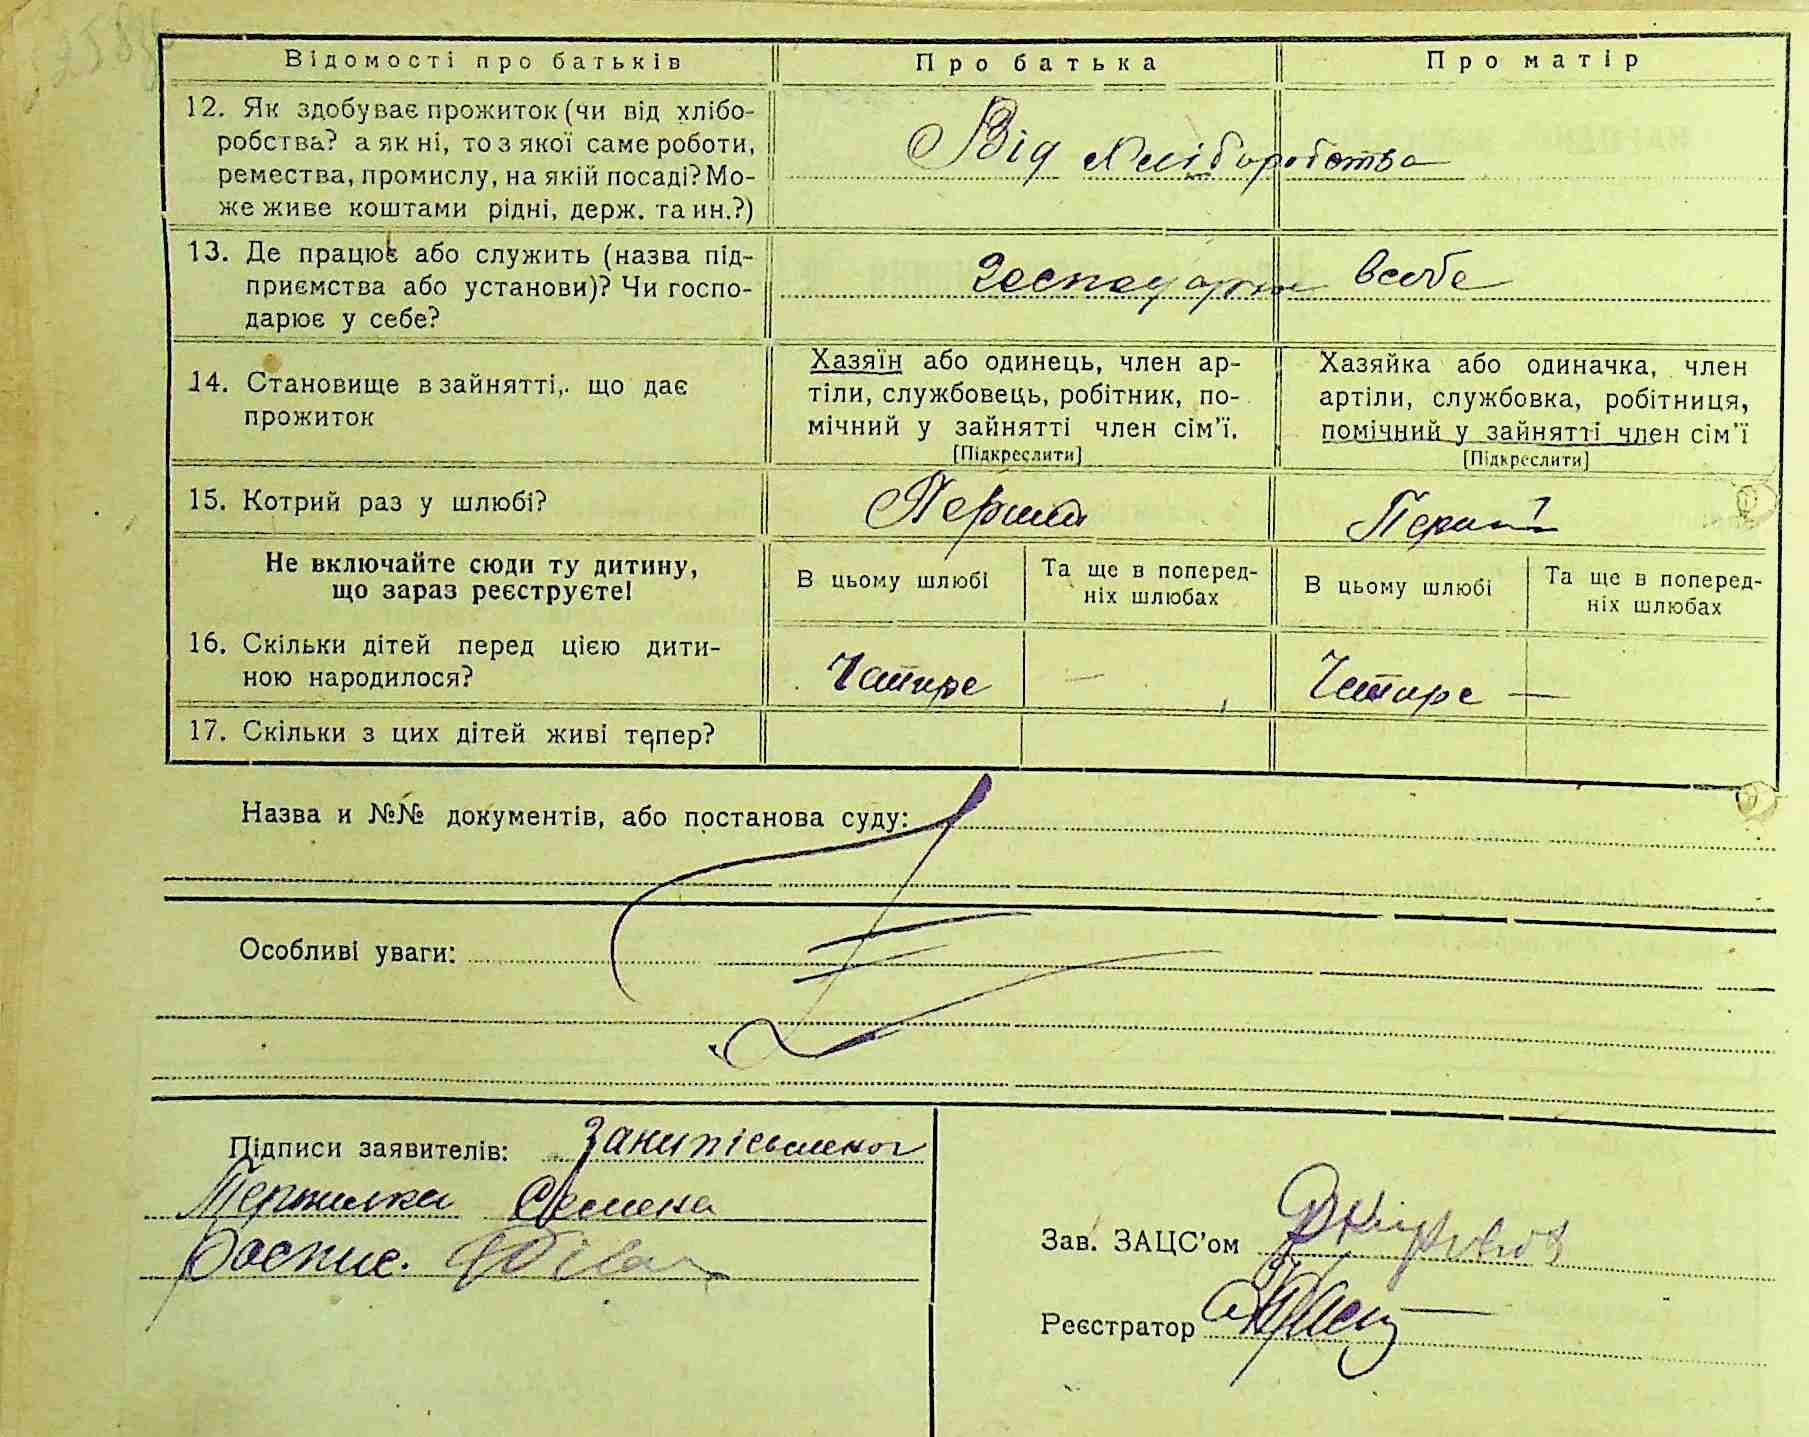 Відомості про батьків
Про батька
Про матір
12. Як здобуває прожиток (чи від хлібо-
робства? а як ні, то з якої саме роботи,
ремества, промислу, на якій посаді? Мо-
же живе коштами рідні, держ. та ин.?)
Від хліборобства
13. Де працює або служить (назва під-
приємства або установи)? Чи госпо-
дарює у себе?
всебе
14. Становище в зайнятті, що дає
прожиток
Хазяїн або одинець, член ар-
тіли, службовець, робітник, по-
мічний у зайнятті член сім'ї.
[Підкреслити]
Хазяйка або одиначка, член
артіли, службовка, робітниця,
помічний у зайнятті член сім'ї
[Підкреслити]
15. Котрий раз у шлюбі?
Перший
Перший
Не включайте сюди ту дитину,
що зараз реєструєте!
В цьому шлюбі
Та ще в поперед-
ніх шлюбах
В цьому шлюбі
Та ще в поперед-
ніх шлюбах
16. Скільки дітей перед цією дити-
ною народилося?
Чотире — Чотире —
17. Скільки з цих дітей живі тепер?
Назва и №№ документів, або постанова суду:
Особливі уваги:
Підписи заявителів:
Семена
Роспис.
Зав. ЗАЦС'ом
Реєстратор